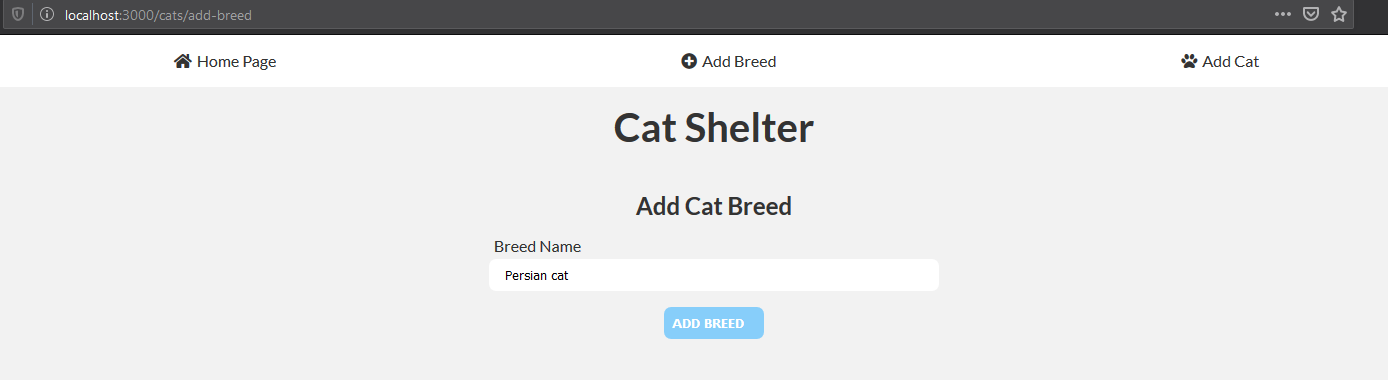 localhost:3000/cats/add-breed
Home Page Add Breed Add Cat
Cat Shelter
Add Cat Breed
Breed Name
Persian cat
ADD BREED